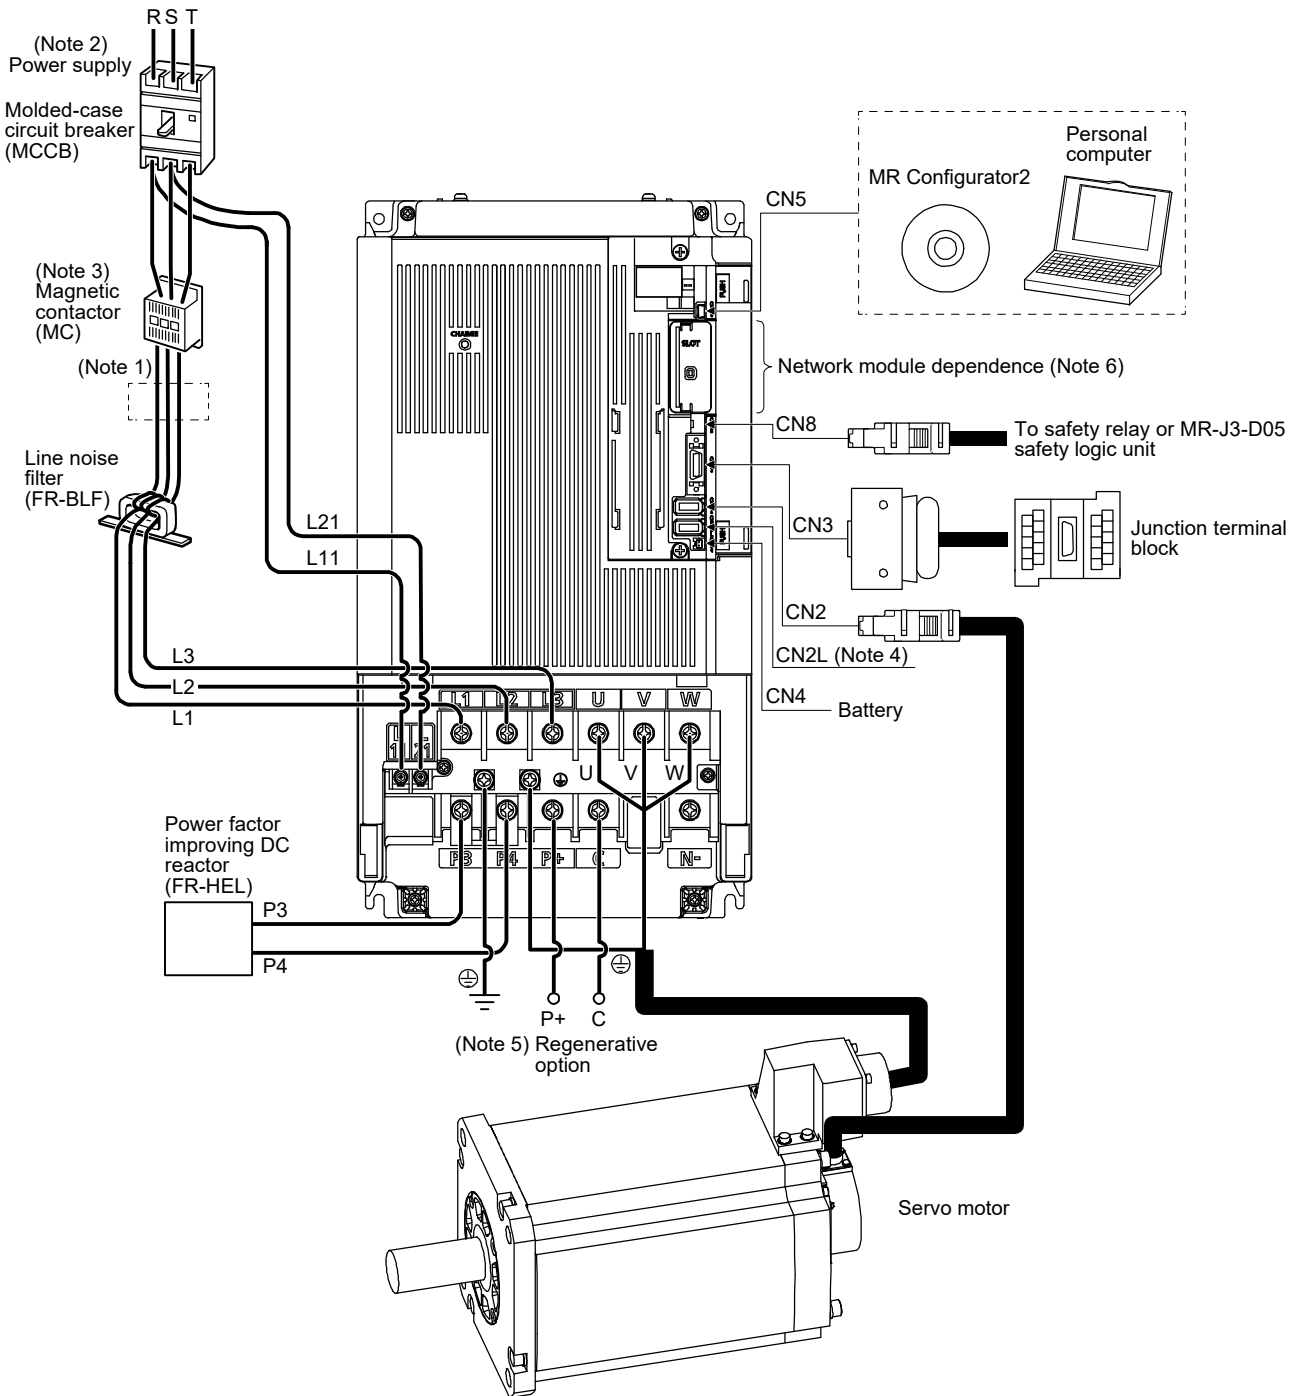 R S T
(Note 2)
Power supply
Molded-case
circuit breaker
(MCCB)
(Note 3)
Magnetic
contactor
(MC)
(Note 1)
Line noise
filter
(FR-BLF)
L21
L11
L3
L2
L1
CHARGE
SLOT
PUSH
PUSH
CN5
MR Configurator2
Personal
computer
Network module dependence (Note 6)
CN8
To safety relay or MR-J3-D05
safety logic unit
CN3
Junction terminal
block
CN2
CN2L (Note 4)
CN4
Battery
L1 L2 L3 U V W
U V W
P3 P4 P+ C N-
Power factor
improving DC
reactor
(FR-HEL)
P3
P4
P+ C
(Note 5) Regenerative
option
Servo motor